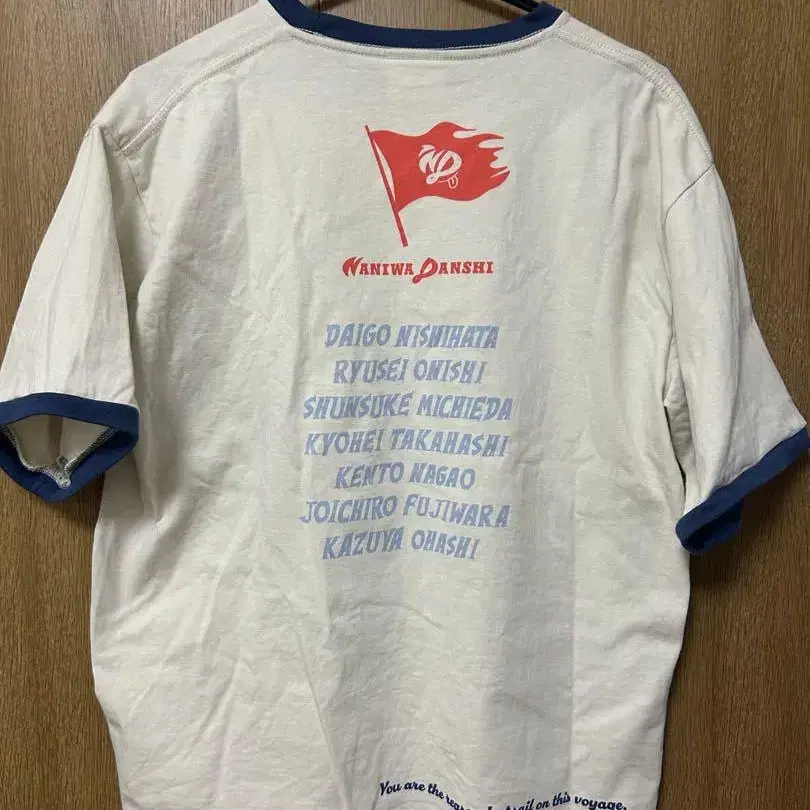 ND
NANIWA DANSHI
DAIGO NISHIHATA
RYUSEI ONISHI
SHUNSUKE MICHIEDA
KYOHEI TAKAHASHI
KENTO NAGAO
JOICHIRO FUJIWARA
KAZUYA OHASHI
You are the sail on this voyage.